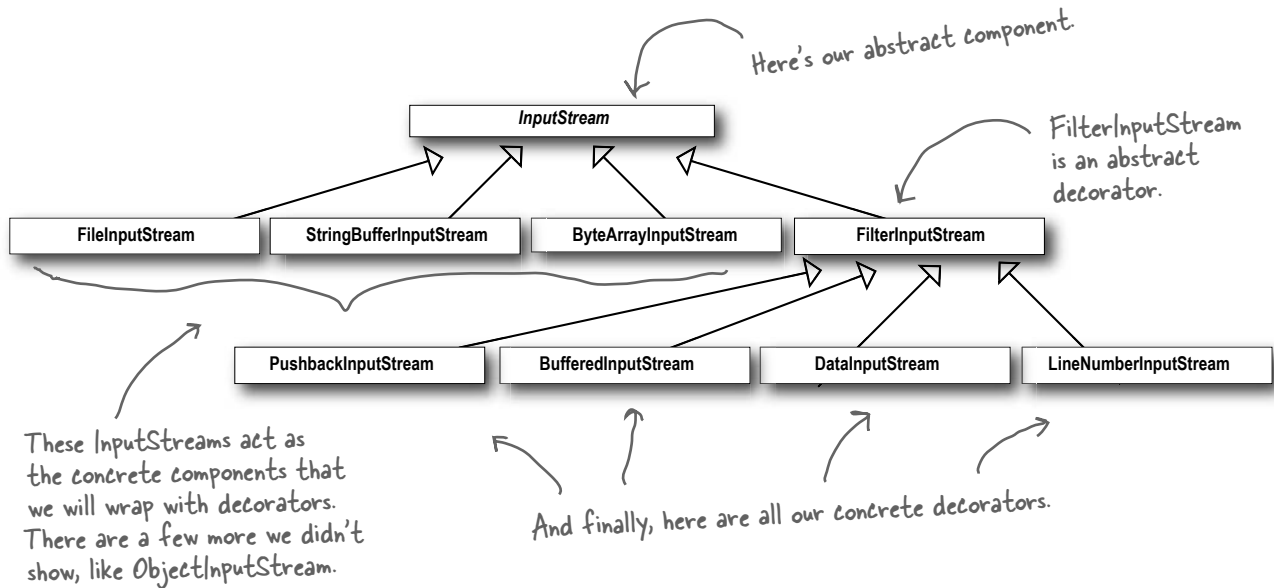 Here's our abstract component.
InputStream
FilterInputStream
is an abstract
decorator.
FileInputStream
StringBufferInputStream
ByteArrayInputStream
FilterInputStream
PushbackInputStream
BufferedInputStream
DataInputStream
LineNumberInputStream
These InputStreams act as
the concrete components that
we will wrap with decorators.
There are a few more we didn't
show, like ObjectInputStream.
And finally, here are all our concrete decorators.